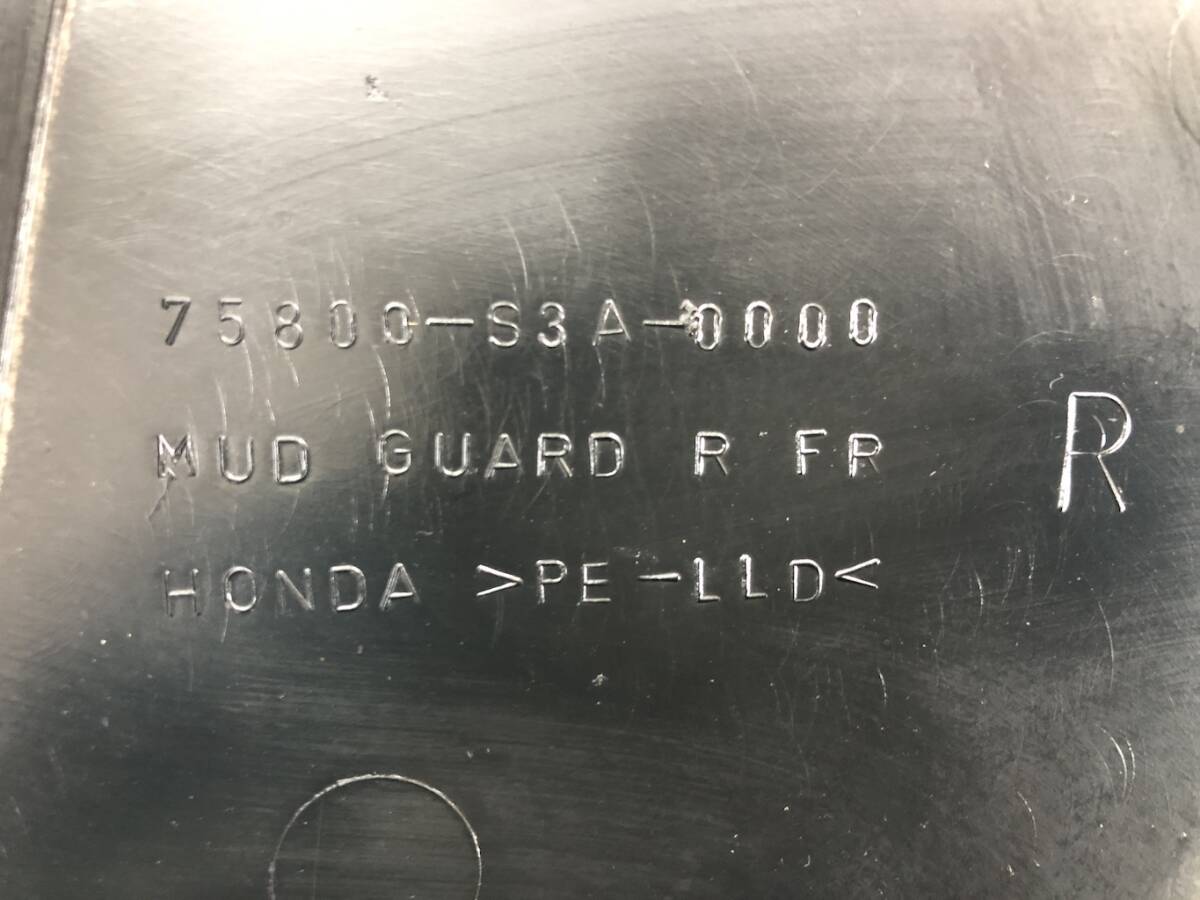 75800-S3A-0000
MUD GUARD R FR
R
HONDA >PE-LLD<